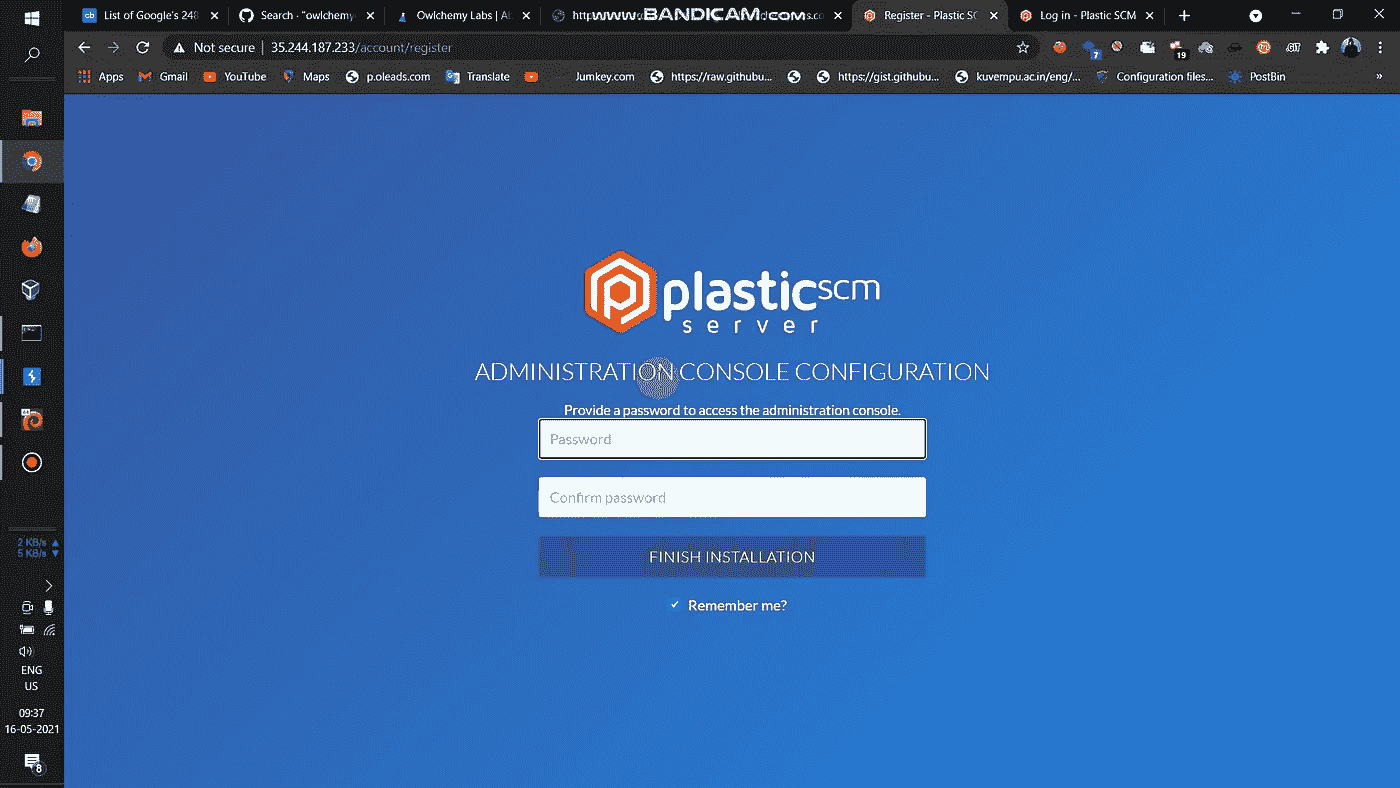 List of Google's 248
Search · "owlchemy
Owlchemy Labs | Al
www.BANDICAM.com
Register - Plastic SC
Log in - Plastic SCM
Not secure | 35.244.187.233/account/register
7
19
Apps
Gmail
YouTube
Maps
p.oleads.com
Translate
Jumkey.com
https://raw.githubu...
https://gist.githubu...
kuvempu.ac.in/eng/...
Configuration files...
PostBin
»
plastic scm
server
ADMINISTRATION CONSOLE CONFIGURATION
Provide a password to access the administration console.
Password
Confirm password
FINISH INSTALLATION
Remember me?
2 KB/s
5 KB/s
ENG
US
09:37
16-05-2021
8